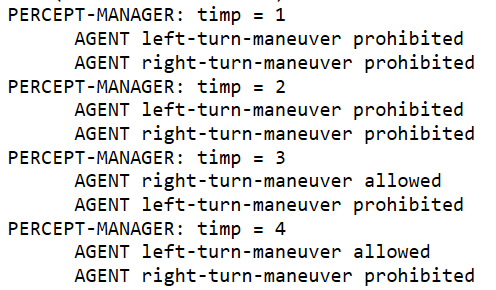 PERCEPT-MANAGER: timp = 1
AGENT left-turn-maneuver prohibited
AGENT right-turn-maneuver prohibited
PERCEPT-MANAGER: timp = 2
AGENT left-turn-maneuver prohibited
AGENT right-turn-maneuver prohibited
PERCEPT-MANAGER: timp = 3
AGENT right-turn-maneuver allowed
AGENT left-turn-maneuver prohibited
PERCEPT-MANAGER: timp = 4
AGENT left-turn-maneuver allowed
AGENT right-turn-maneuver prohibited